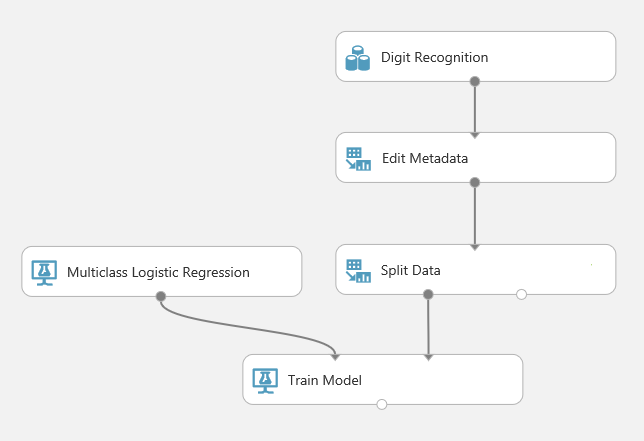 Digit Recognition
Edit Metadata
Split Data
Multiclass Logistic Regression
Train Model